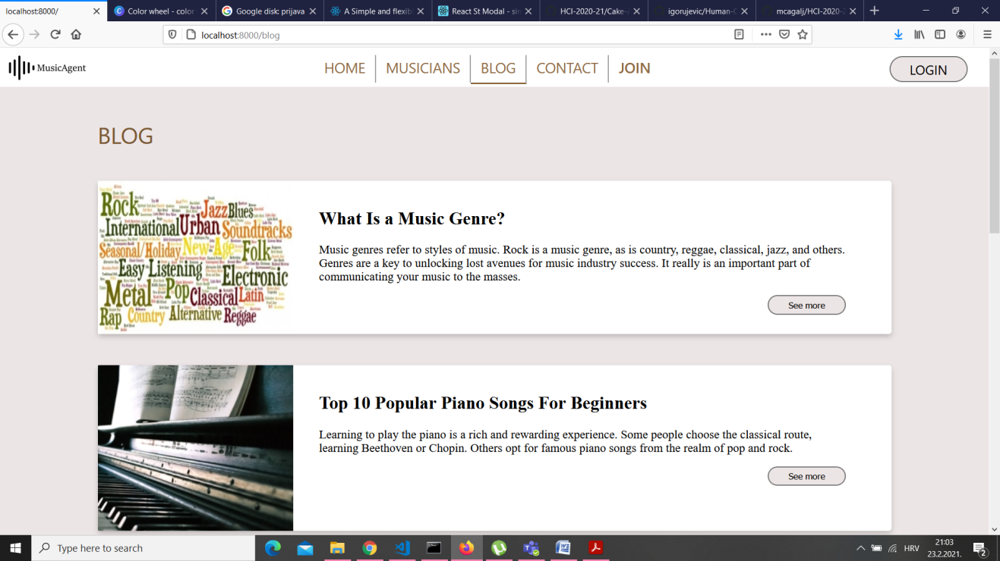 localhost:8000/
Color wheel - color
Google disk: prijava
A Simple and flexib
React St Modal - sin
HCI-2020-21/Cake-
igorujevic/Human-C
mcagalj/HCI-2020-2
localhost:8000/blog
MusicAgent
HOME
MUSICIANS
BLOG
CONTACT
JOIN
LOGIN
BLOG
Rock
Jazz
Blues
International
Urban
Soundtracks
Seasonal/Holiday
New-Age
Folk
Easy Listening
Electronic
Metal
Pop
Classical
Latin
Rap
Country
Alternative
Reggae
What Is a Music Genre?
Music genres refer to styles of music. Rock is a music genre, as is country, reggae, classical, jazz, and others.
Genres are a key to unlocking lost avenues for music industry success. It really is an important part of
communicating your music to the masses.
See more
Top 10 Popular Piano Songs For Beginners
Learning to play the piano is a rich and rewarding experience. Some people choose the classical route,
learning Beethoven or Chopin. Others opt for famous piano songs from the realm of pop and rock.
See more
Type here to search
HRV
21:03
23.2.2021.
2